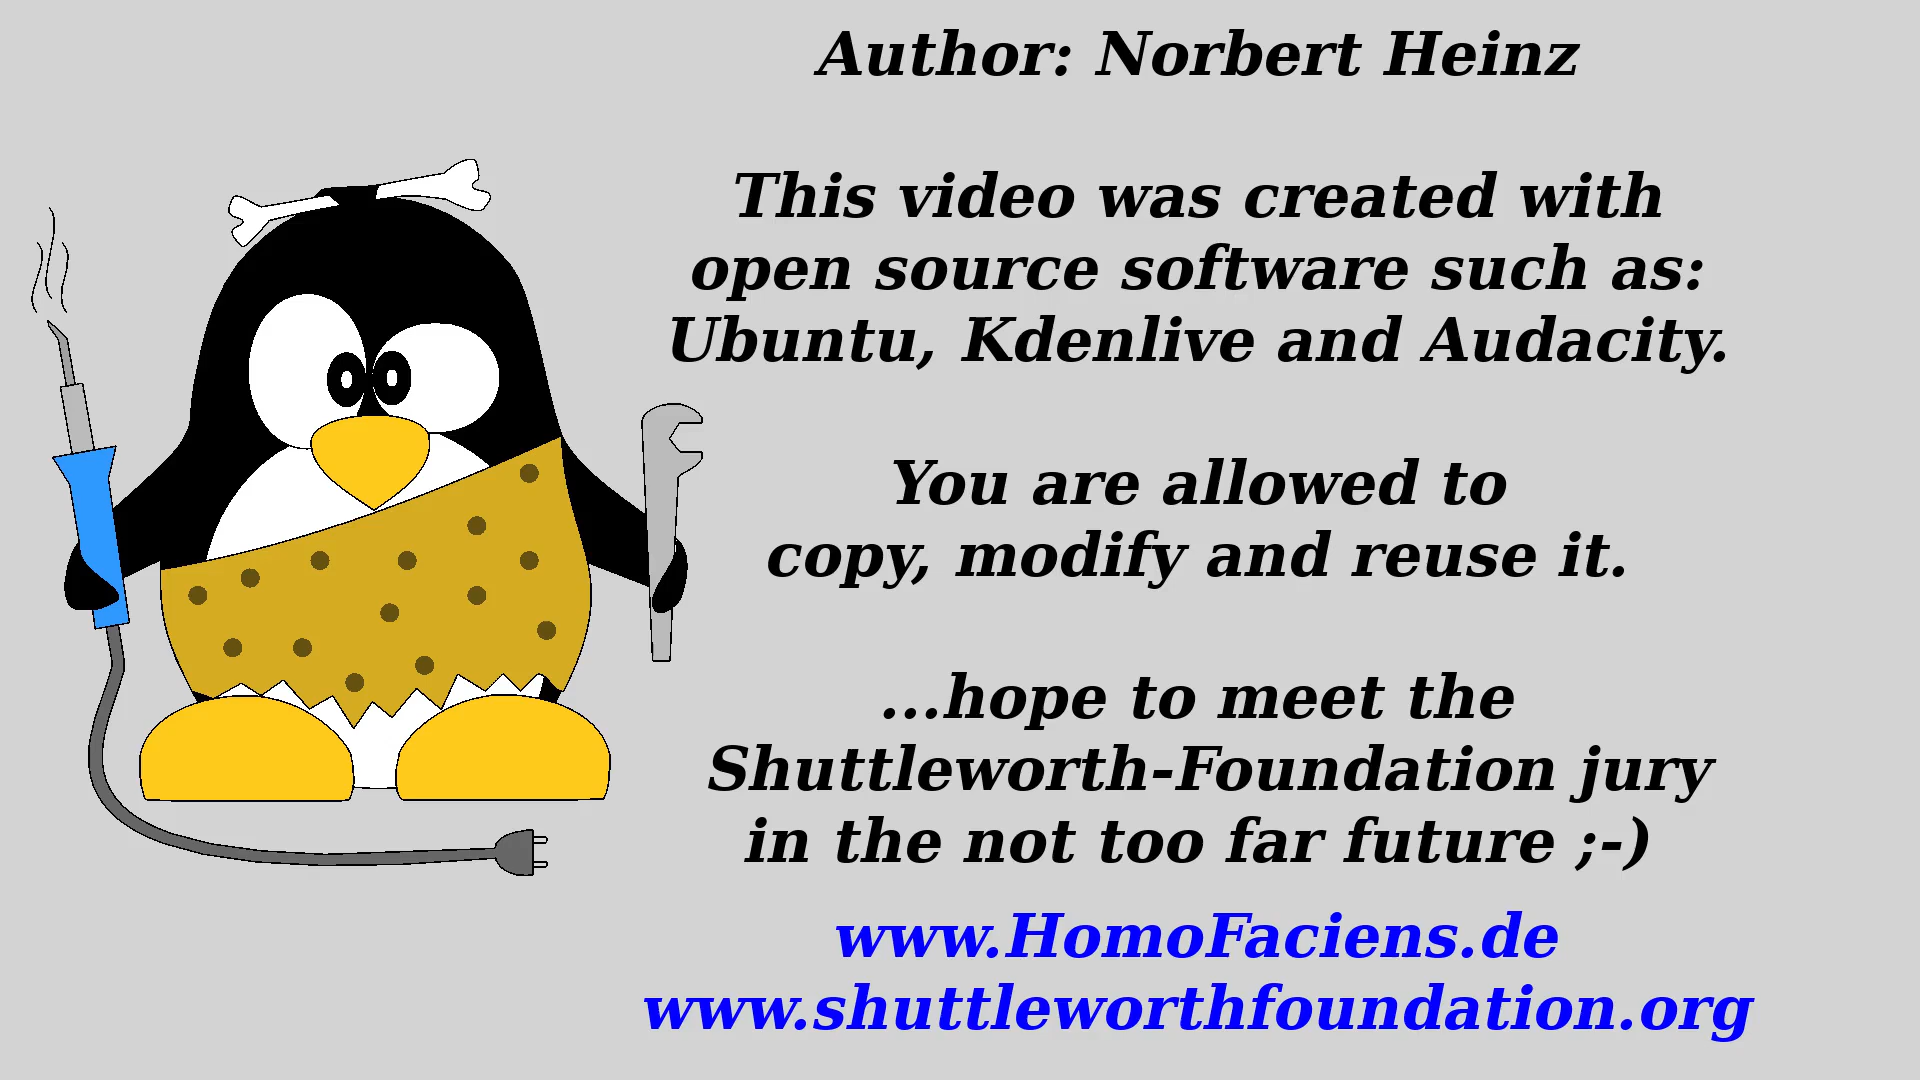 Author: Norbert Heinz
This video was created with
open source software such as:
Ubuntu, Kdenlive and Audacity.
You are allowed to
copy, modify and reuse it.
...hope to meet the
Shuttleworth-Foundation jury
in the not too far future ;-)
www.HomoFaciens.de
www.shuttleworthfoundation.org